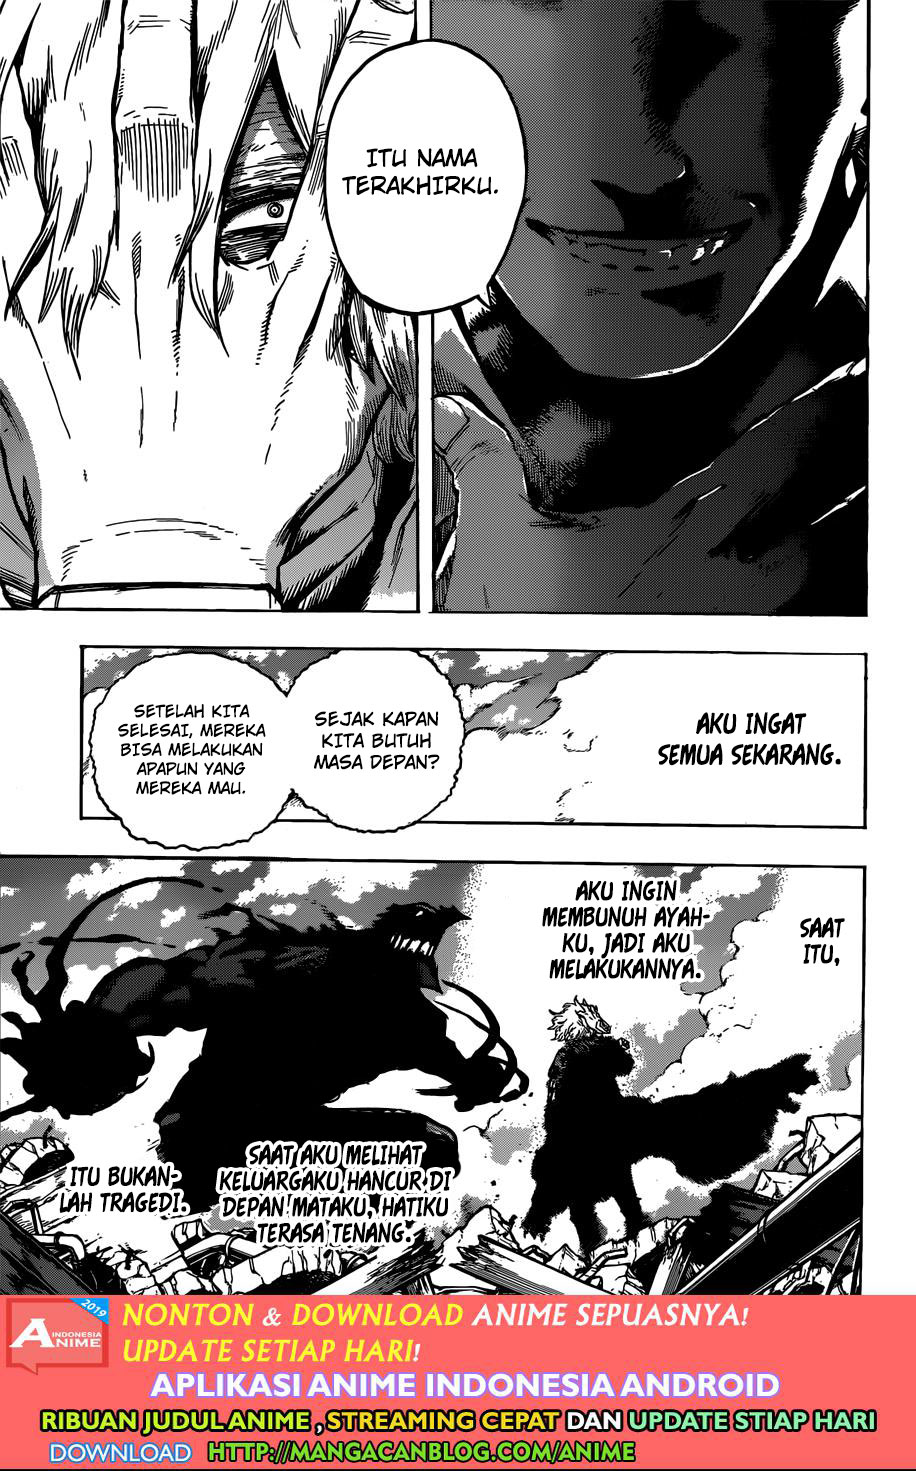 ITU NAMA
TERAKHIRKU.
AKU INGAT
SEMUA SEKARANG.
SEJAK KAPAN
KITA BUTUH
MASA DEPAN?
SETELAH KITA
SELESAI, MEREKA
BISA MELAKUKAN
APAPUN YANG
MEREKA MAU.
SAAT
ITU,
AKU INGIN
MEMBUNUH AYAH-
KU, JADI AKU
MELAKUKANNYA.
SAAT AKU MELIHAT
KELUARGAKU HANCUR DI
DEPAN MATAKU, HATIKU
TERASA TENANG.
ITU BUKAN-
LAH TRAGEDI.
2019
INDONESIA
ANIME
NONTON & DOWNLOAD ANIME SEPUASNYA!
UPDATE SETIAP HARI!
APLIKASI ANIME INDONESIA ANDROID
RIBUAN JUDUL ANIME , STREAMING CEPAT DAN UPDATE STIAP HARI
DOWNLOAD HTTP://MANGACANBLOG.COM/ANIME